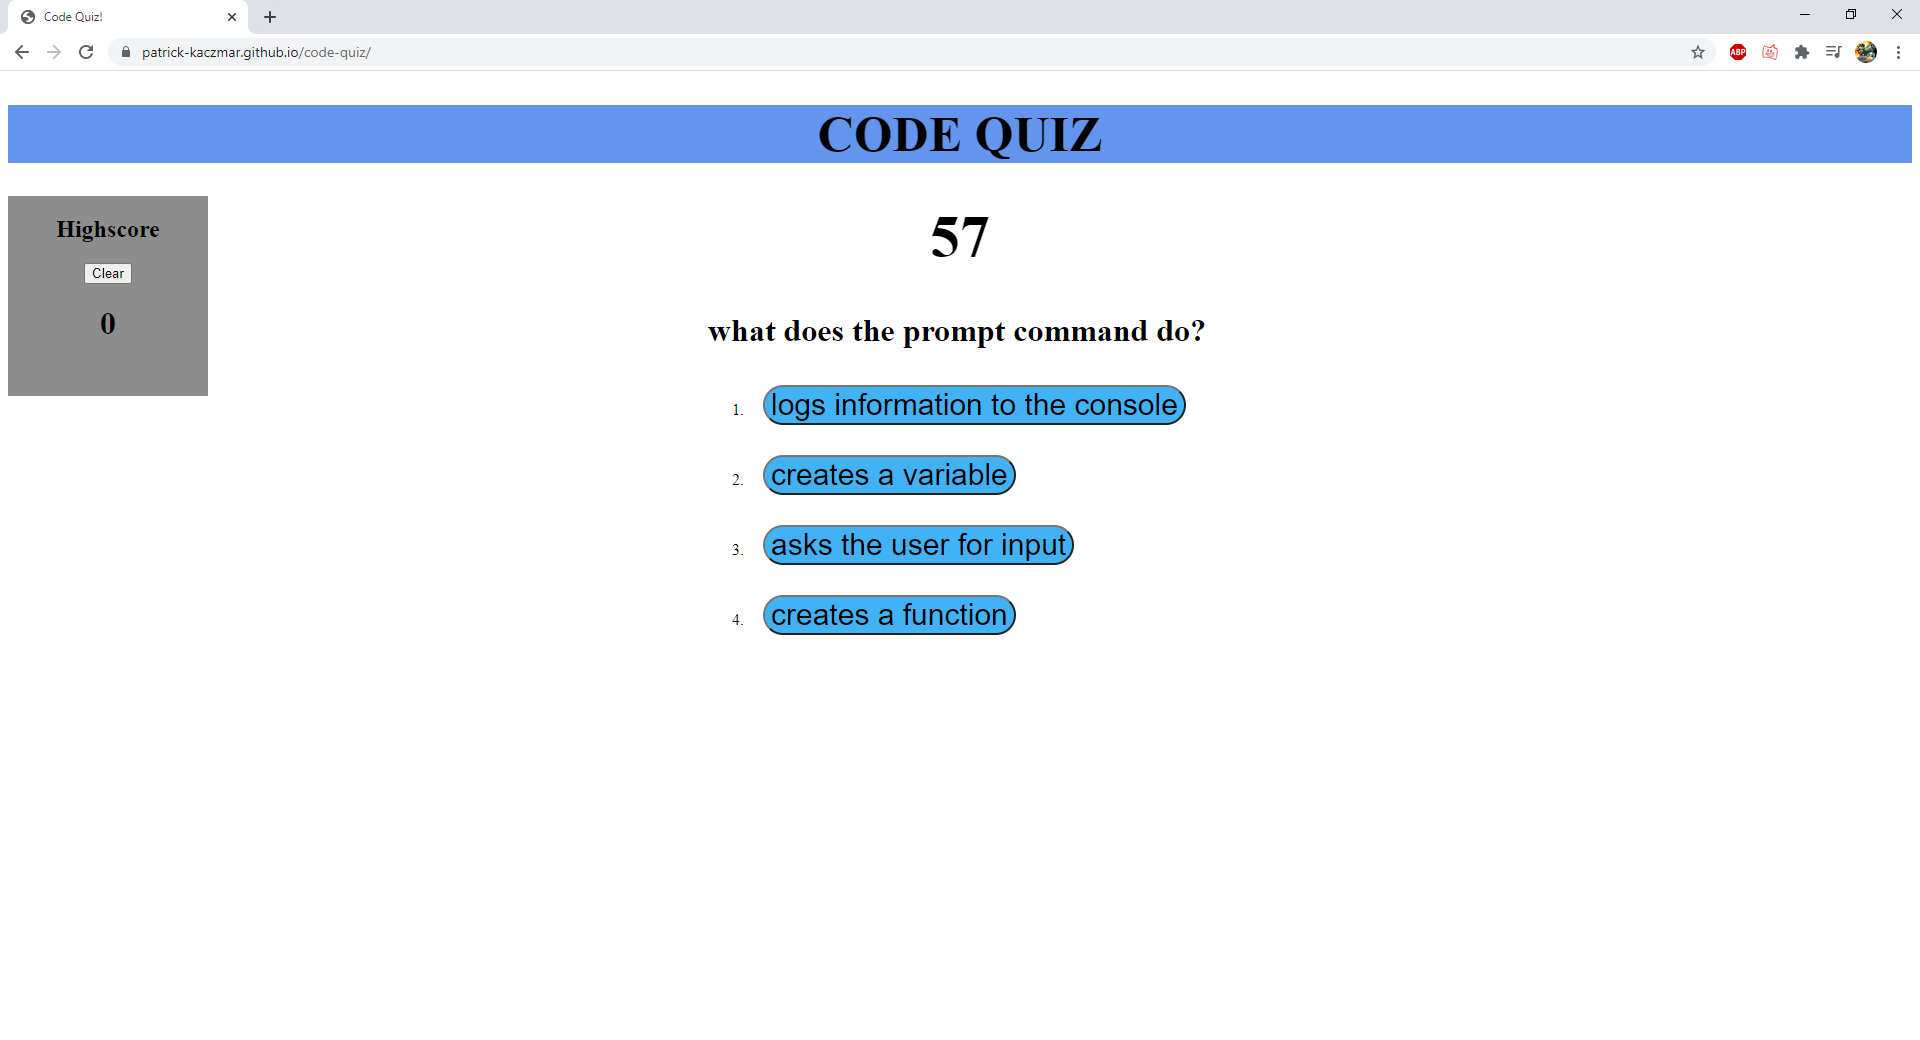 Code Quiz!
patrick-kaczmar.github.io/code-quiz/
ABP
CODE QUIZ
Highscore
Clear
0
57
what does the prompt command do?
1. logs information to the console
2. creates a variable
3. asks the user for input
4. creates a function